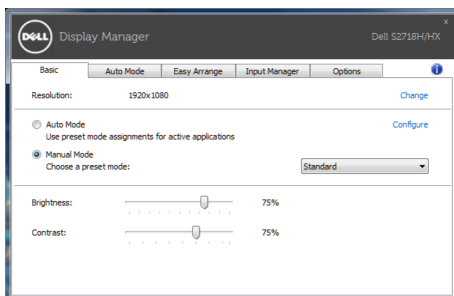 x
DELL Display Manager Dell S2718H/HX
Basic Auto Mode Easy Arrange Input Manager Options i
Resolution: 1920x1080 Change
Auto Mode Configure
Use preset mode assignments for active applications
Manual Mode
Choose a preset mode: Standard
Brightness: 75%
Contrast: 75%